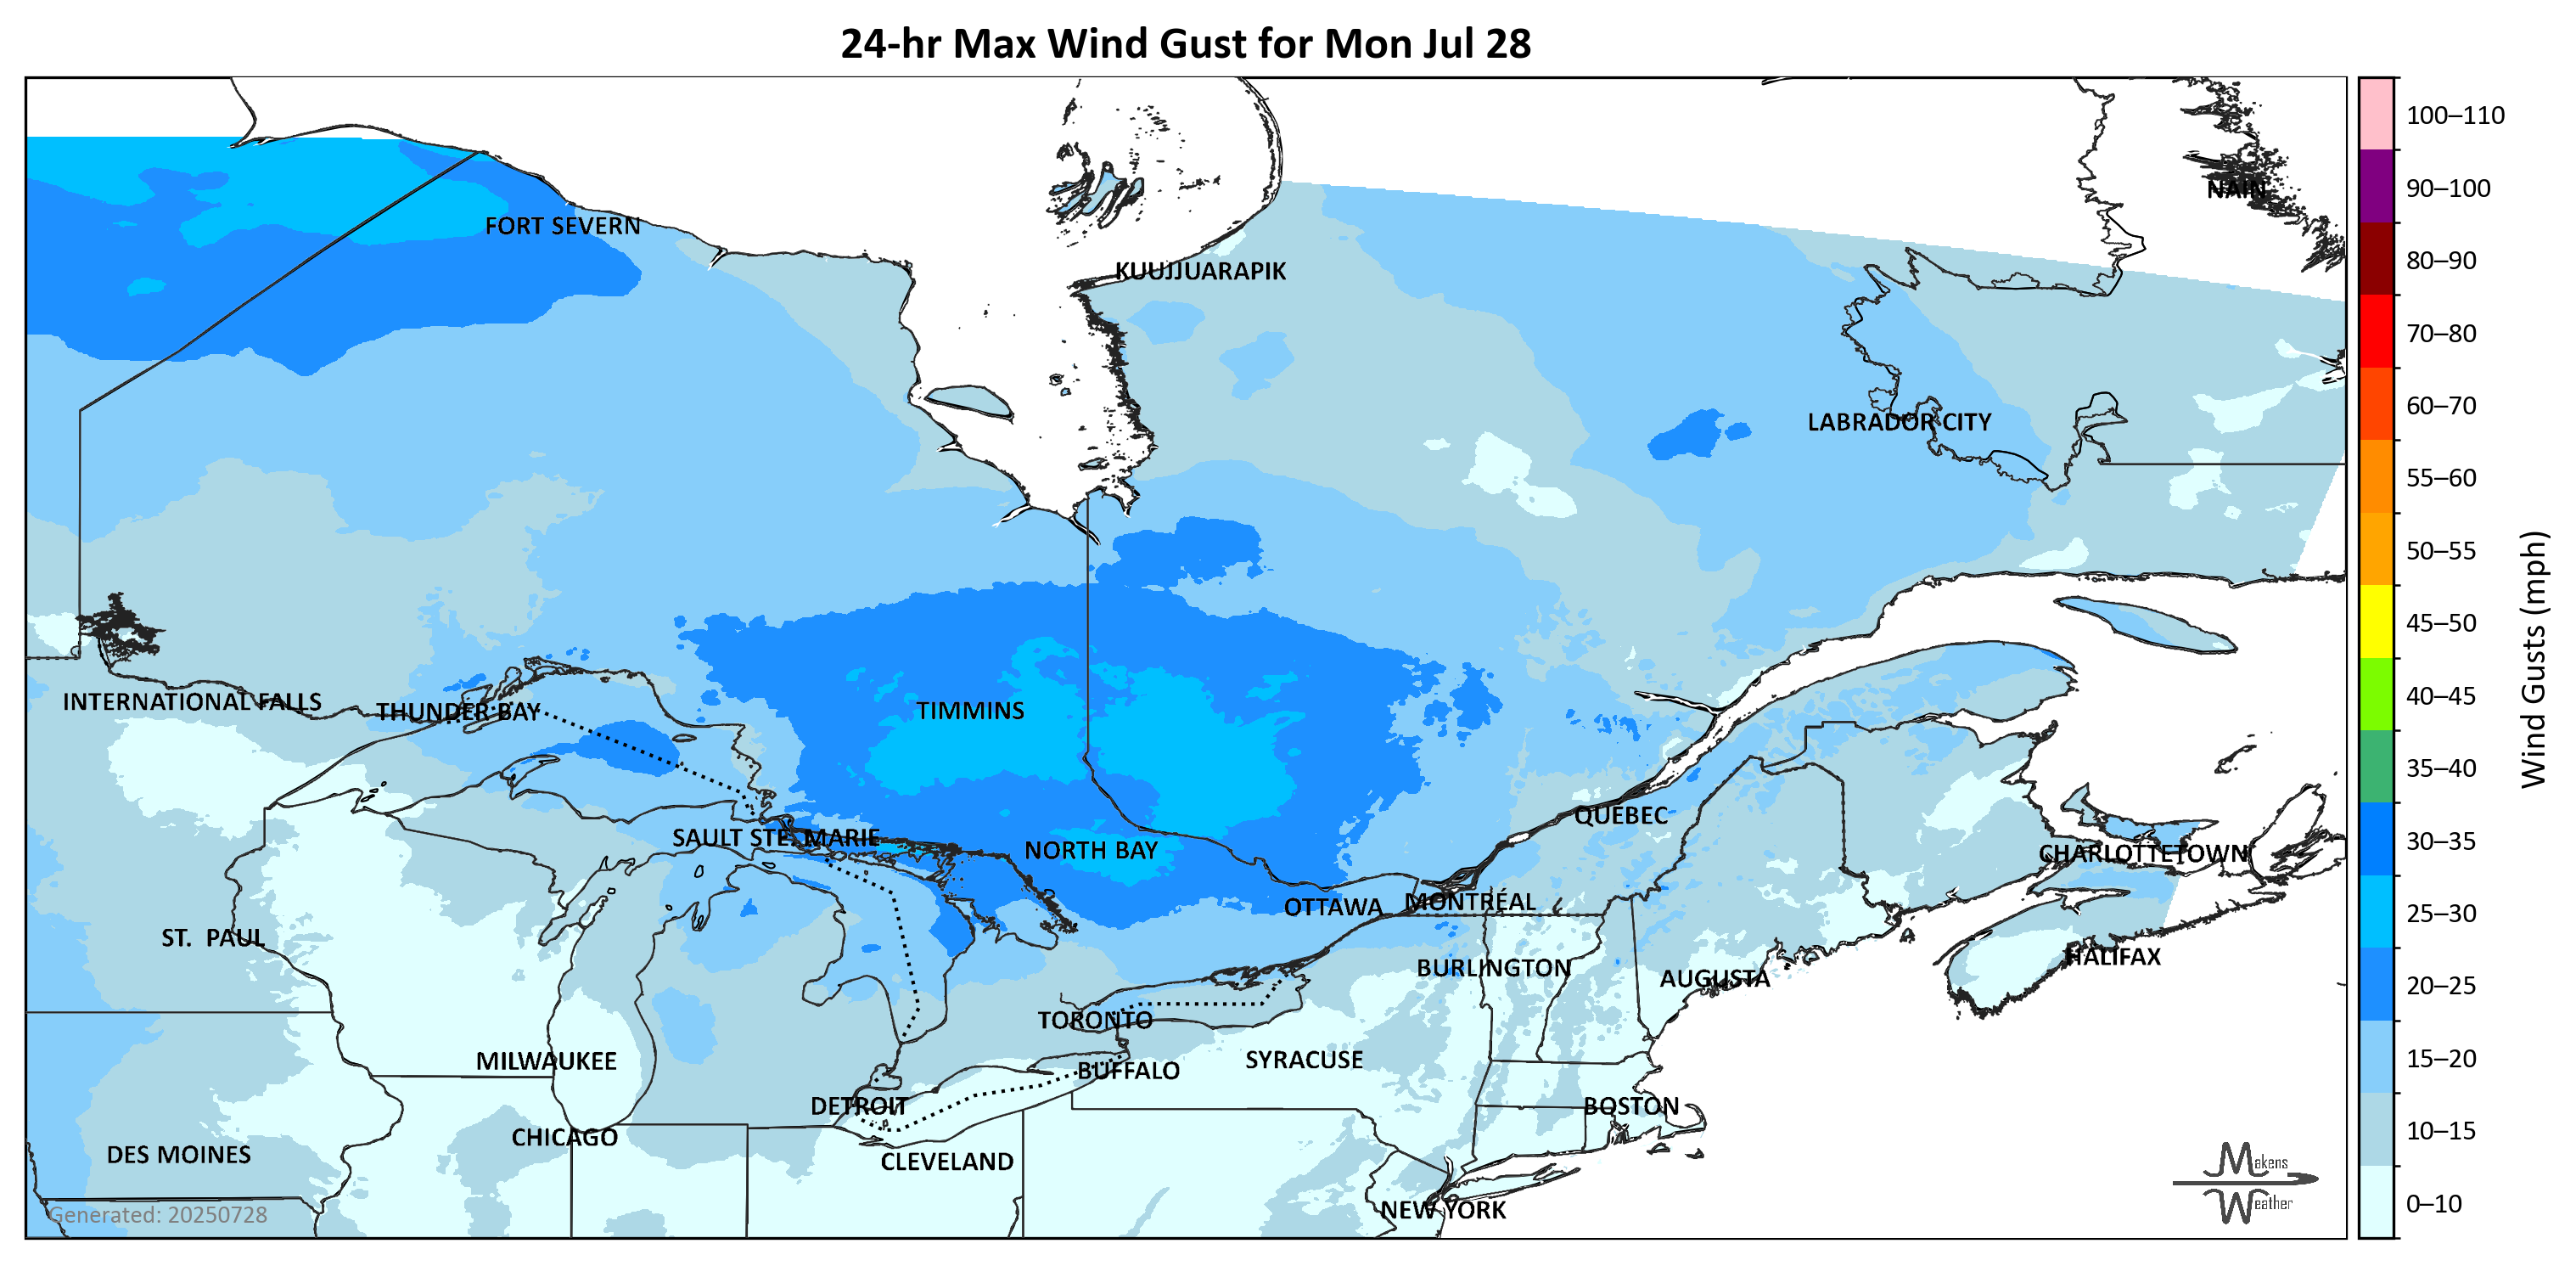 24-hr Max Wind Gust for Mon Jul 28
100–110
90–100
NAIN
FORT SEVERN
80–90
KUUJJUARAPIK
70–80
60–70
LABRADOR CITY
55–60
50–55
45–50
INTERNATIONAL FALLS
THUNDER BAY
TIMMINS
40–45
35–40
QUÉBEC
SAULT STE. MARIE
NORTH BAY
CHARLOTTETOWN
30–35
OTTAWA
MONTRÉAL
25–30
ST. PAUL
BURLINGTON
HALIFAX
AUGUSTA
20–25
TORONTO
MILWAUKEE
BUFFALO
SYRACUSE
15–20
DETROIT
BOSTON
CHICAGO
10–15
DES MOINES
CLEVELAND
Makens
Weather
NEW YORK
0–10
Generated: 20250728
Wind Gusts (mph)